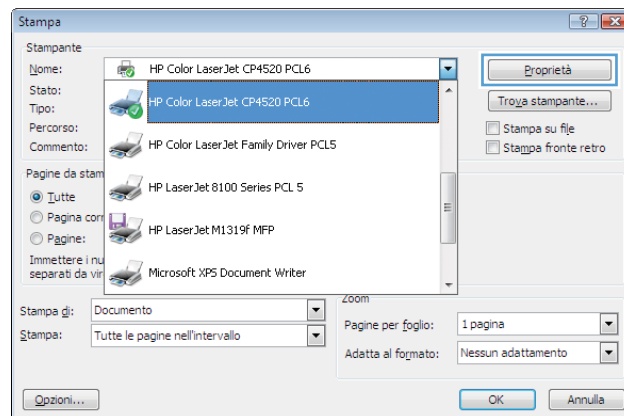 Stampa
Stampante
Nome: HP Color LaserJet CP4520 PCL6 Proprietà
Stato:
HP Color LaserJet CP4520 PCL6 Trova stampante...
Tipo:
Percorso: Stampa su file
Commento: HP Color LaserJet Family Driver PCL5 Stampa fronte retro
Pagine da stam
HP LaserJet 8100 Series PCL 5
Tutte
Pagina corr
HP LaserJet M1319f MFP
Pagine:
Immettere i nu
separati da vir Microsoft XPS Document Writer
Stampa di: Documento Zoom
Pagine per foglio: 1 pagina
Stampa: Tutte le pagine nell'intervallo
Adatta al formato: Nessun adattamento
Opzioni... OK Annulla